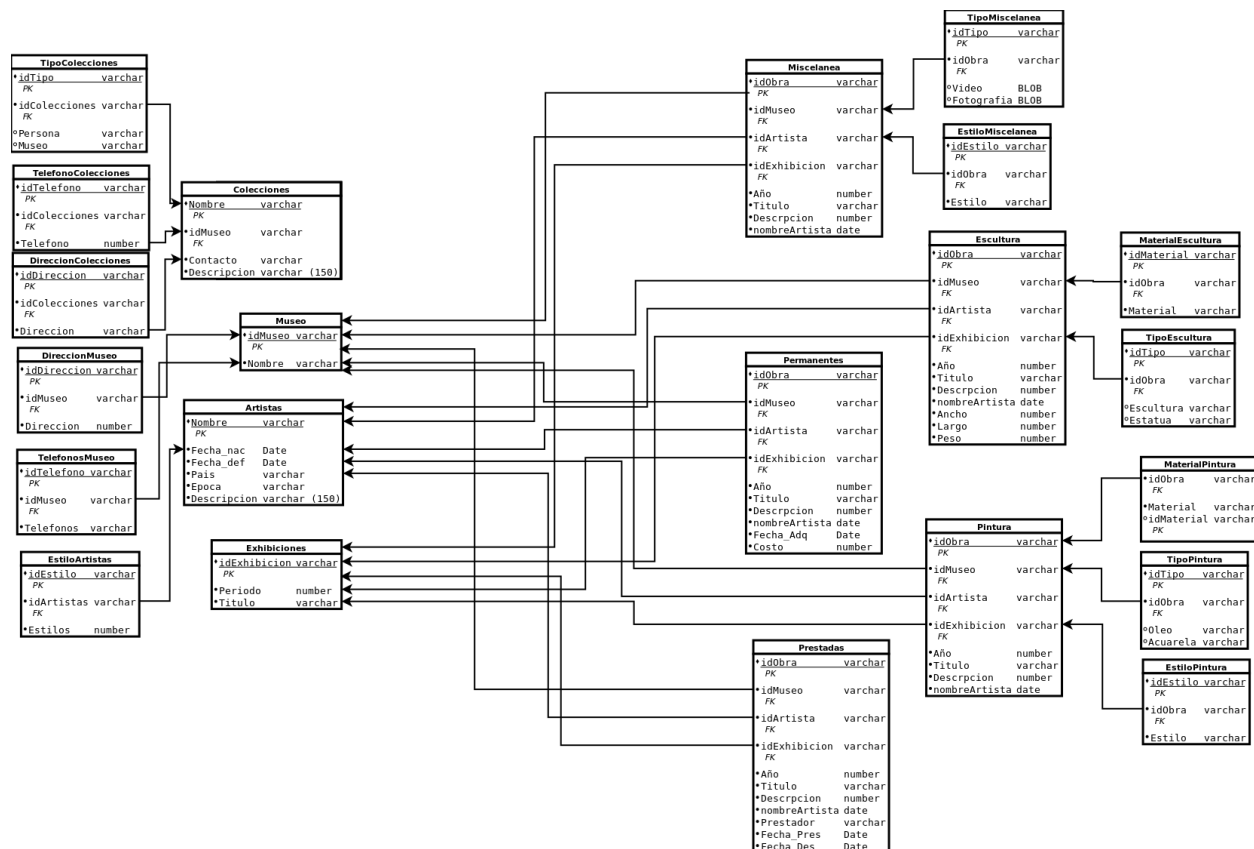 TipoColecciones
idTipo varchar
PK
idColecciones varchar
FK
Persona varchar
Museo varchar
TelefonoColecciones
idTelefono varchar
PK
idColecciones varchar
FK
Telefono number
DireccionColecciones
idDireccion varchar
PK
idColecciones varchar
FK
Direccion varchar
DireccionMuseo
idDireccion varchar
PK
idMuseo varchar
FK
Direccion number
TelefonosMuseo
idTelefono varchar
PK
idMuseo varchar
FK
Telefonos varchar
EstiloArtistas
idEstilo varchar
PK
idArtistas varchar
FK
Estilos number
Colecciones
Nombre varchar
PK
idMuseo varchar
FK
Contacto varchar
Descripcion varchar (150)
Museo
idMuseo varchar
PK
Nombre varchar
Artistas
Nombre varchar
PK
Fecha_nac Date
Fecha_def Date
Pais varchar
Epoca varchar
Descripcion varchar (150)
Exhibiciones
idExhibicion varchar
PK
Periodo number
Titulo varchar
Miscelanea
idObra varchar
PK
idMuseo varchar
FK
idArtista varchar
FK
idExhibicion varchar
FK
Año number
Titulo varchar
Descrpcion number
nombreArtista date
Permanentes
idObra varchar
PK
idMuseo varchar
FK
idArtista varchar
FK
idExhibicion varchar
FK
Año number
Titulo varchar
Descrpcion number
nombreArtista date
Fecha_Adq Date
Costo number
Prestadas
idObra varchar
PK
idMuseo varchar
FK
idArtista varchar
FK
idExhibicion varchar
FK
Año number
Titulo varchar
Descrpcion number
nombreArtista date
Prestador varchar
Fecha_Pres Date
Fecha_Des Date
TipoMiscelanea
idTipo varchar
PK
idObra varchar
FK
Video BLOB
Fotografia BLOB
EstiloMiscelanea
idEstilo varchar
PK
idObra varchar
FK
Estilo varchar
Escultura
idObra varchar
PK
idMuseo varchar
FK
idArtista varchar
FK
idExhibicion varchar
FK
Año number
Titulo varchar
Descrpcion number
nombreArtista date
Ancho number
Largo number
Peso number
Pintura
idObra varchar
PK
idMuseo varchar
FK
idArtista varchar
FK
idExhibicion varchar
FK
Año number
Titulo varchar
Descrpcion number
nombreArtista date
MaterialEscultura
idMaterial varchar
PK
idObra varchar
FK
Material varchar
TipoEscultura
idTipo varchar
PK
idObra varchar
FK
Escultura varchar
Estatua varchar
MaterialPintura
idObra varchar
FK
Material varchar
idMaterial varchar
PK
TipoPintura
idTipo varchar
PK
idObra varchar
FK
Oleo varchar
Acuarela varchar
EstiloPintura
idEstilo varchar
PK
idObra varchar
FK
Estilo varchar